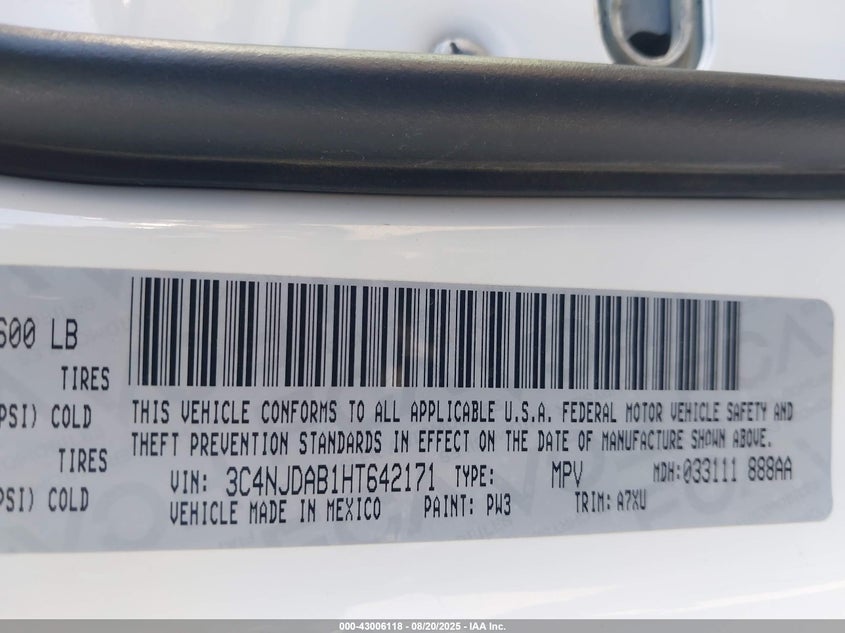 600 LB
TIRES
PSI) COLD
TIRES
PSI) COLD
THIS VEHICLE CONFORMS TO ALL APPLICABLE U.S.A. FEDERAL MOTOR VEHICLE SAFETY AND
THEFT PREVENTION STANDARDS IN EFFECT ON THE DATE OF MANUFACTURE SHOWN ABOVE.
VIN: 3C4NJDAB1HT642171 TYPE: MPV MDH: 033111 888AA
VEHICLE MADE IN MEXICO PAINT: PW3 TRIM: A7XU
000-43006118 - 08/20/2025 - IAA Inc.